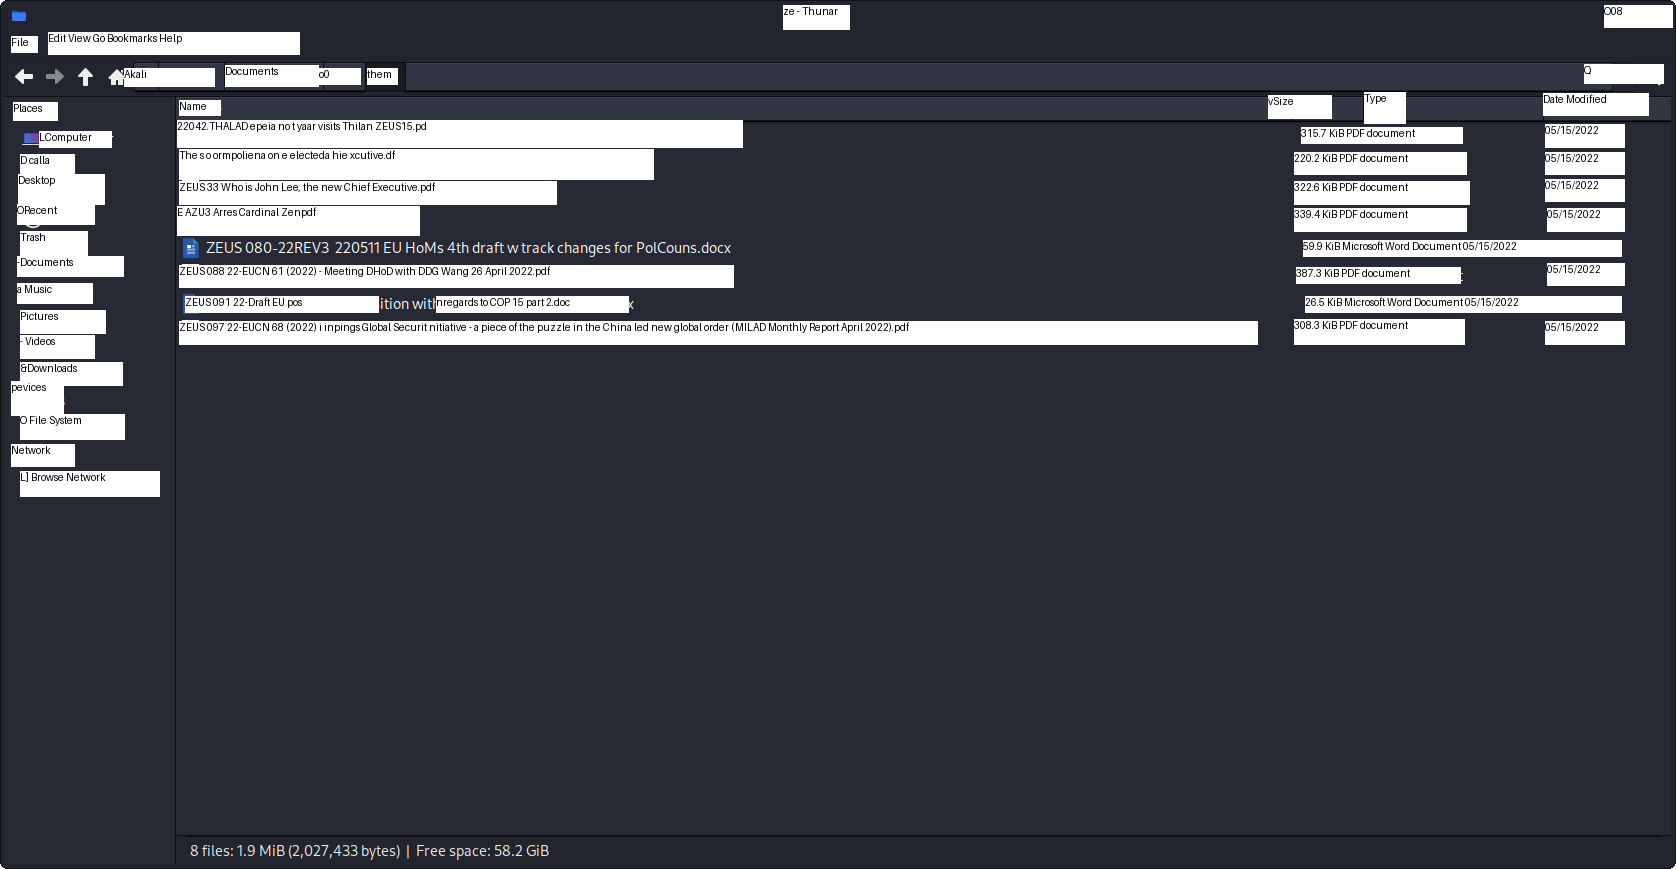 ze - Thunar
O08
File
Edit View Go Bookmarks Help
Akali
Documents
o0
them
Q
Places
Name
vSize
Type
Date Modified
LComputer
22042.THALAD epeia no t yaar visits Thilan ZEUS15.pd
315.7 KiB PDF document
05/15/2022
D calla
The s o ormpoliena on e electeda hie xcutive.df
220.2 KiB PDF document
05/15/2022
Desktop
ZEUS 33 Who is John Lee, the new Chief Executive.pdf
322.6 KiB PDF document
05/15/2022
ORecent
E AZU3 Arres Cardinal Zenpdf
339.4 KiB PDF document
05/15/2022
Trash
ZEUS 080-22REV3 220511 EU HoMs 4th draft w track changes for PolCouns.docx
59.9 KiB Microsoft Word Document 05/15/2022
-Documents
ZEUS 088 22-EUCN 61 (2022) - Meeting DHoD with DDG Wang 26 April 2022.pdf
387.3 KiB PDF document
05/15/2022
a Music
ZEUS 091 22-Draft EU pos ition with nregards to COP 15 part 2.doc x
26.5 KiB Microsoft Word Document 05/15/2022
Pictures
ZEUS 097 22-EUCN 68 (2022) i inpings Global Securit nitiative - a piece of the puzzle in the China led new global order (MILAD Monthly Report April 2022).pdf
308.3 KiB PDF document
05/15/2022
- Videos
&Downloads
pevices
O File System
Network
L] Browse Network
8 files: 1.9 MiB (2,027,433 bytes) | Free space: 58.2 GiB